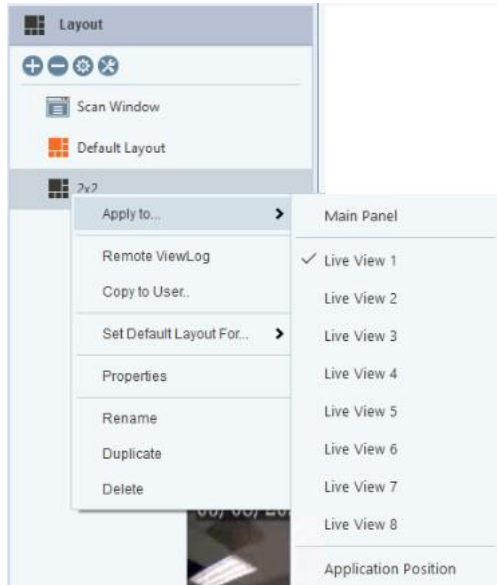 Layout
Scan Window
Default Layout
2x2
Apply to...
Remote ViewLog
Copy to User..
Set Default Layout For...
Properties
Rename
Duplicate
Delete
Main Panel
Live View 1
Live View 2
Live View 3
Live View 4
Live View 5
Live View 6
Live View 7
Live View 8
Application Position